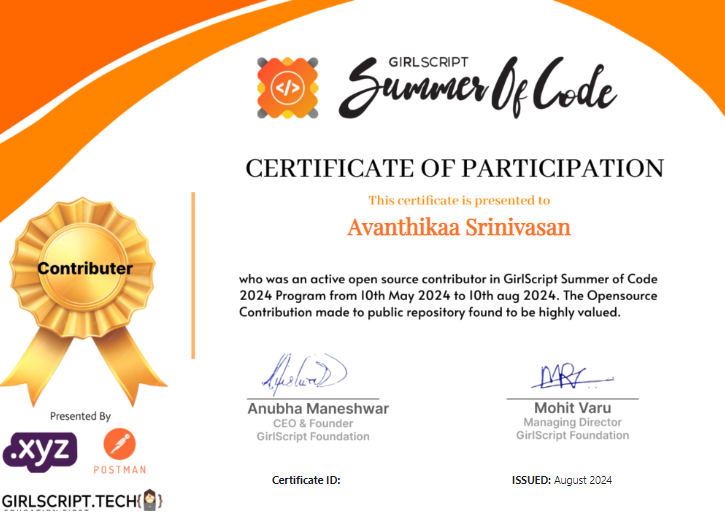 GIRLSCRIPT
Summer Of Code
</>
CERTIFICATE OF PARTICIPATION
This certificate is presented to
Avanthikaa Srinivasan
Contributer
who was an active open source contributor in GirlScript Summer of Code
2024 Program from 10th May 2024 to 10th aug 2024. The Opensource
Contribution made to public repository found to be highly valued.
Anubha Maneshwar
CEO & Founder
GirlScript Foundation
Mohit Varu
Managing Director
GirlScript Foundation
Presented By
.xyz
POSTMAN
GIRLSCRIPT.TECH{}
EDUCATION FIRST
Certificate ID:
ISSUED: August 2024